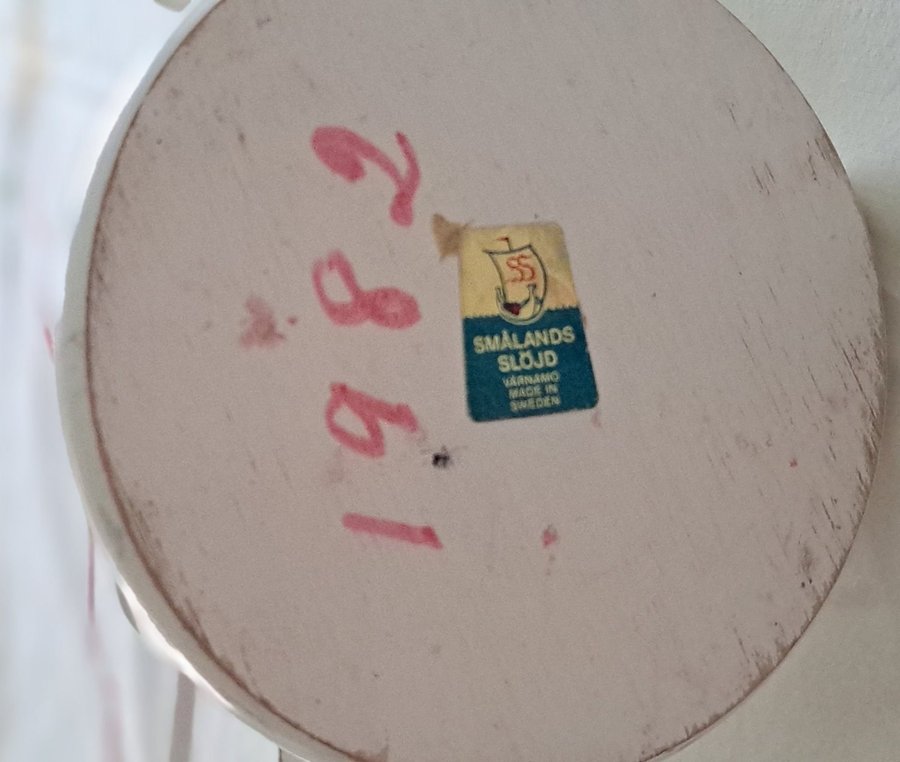 1982
SS
SMÅLANDS
SLÖJD
VÄRNAMO
MADE IN
SWEDEN